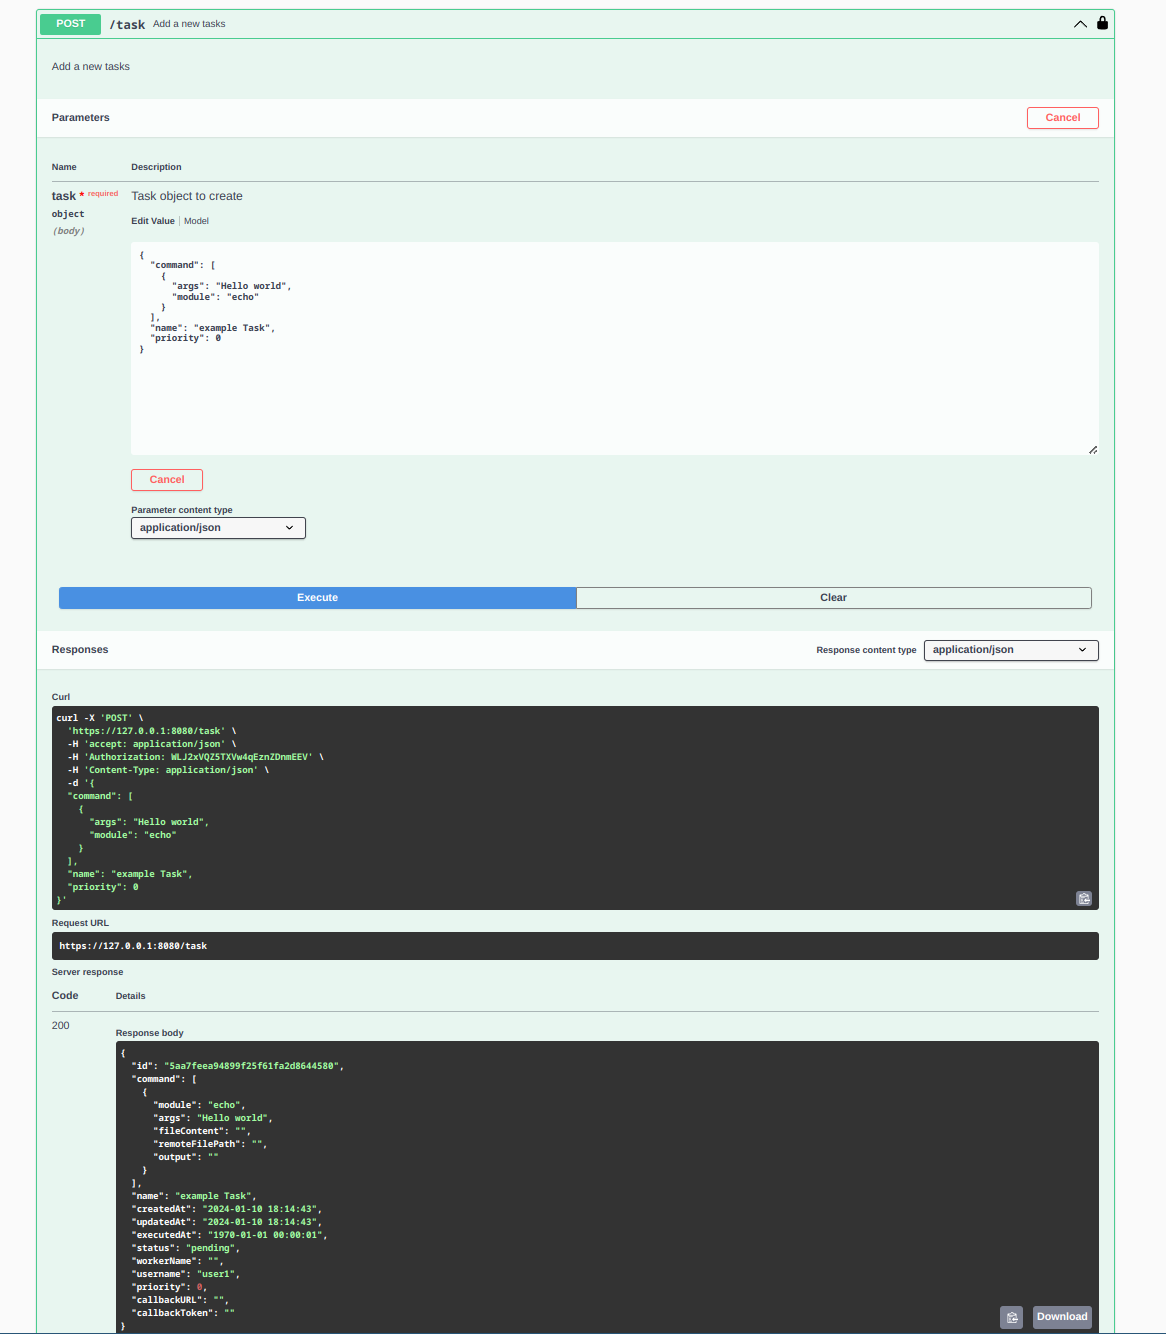 POST /task Add a new tasks
Add a new tasks
Parameters
Cancel
Name Description
task * required Task object to create
object
(body)
Edit Value | Model
{
  "command": [
    {
      "args": "Hello world",
      "module": "echo"
    }
  ],
  "name": "example Task",
  "priority": 0
}
Cancel
Parameter content type
application/json
Execute Clear
Responses Response content type application/json
Curl
curl -X 'POST' \
  'https://127.0.0.1:8080/task' \
  -H 'accept: application/json' \
  -H 'Authorization: WLJ2xVQZ5TXVw4qEznZDnmEEV' \
  -H 'Content-Type: application/json' \
  -d '{
  "command": [
    {
      "args": "Hello world",
      "module": "echo"
    }
  ],
  "name": "example Task",
  "priority": 0
}'
Request URL
https://127.0.0.1:8080/task
Server response
Code Details
200
Response body
{
  "id": "5aa7feea94899f25f61fa2d8644580",
  "command": [
    {
      "module": "echo",
      "args": "Hello world",
      "fileContent": "",
      "remoteFilePath": "",
      "output": ""
    }
  ],
  "name": "example Task",
  "createdAt": "2024-01-10 18:14:43",
  "updatedAt": "2024-01-10 18:14:43",
  "executedAt": "1970-01-01 00:00:01",
  "status": "pending",
  "workerName": "",
  "username": "user1",
  "priority": 0,
  "callbackURL": "",
  "callbackToken": ""
}
Download